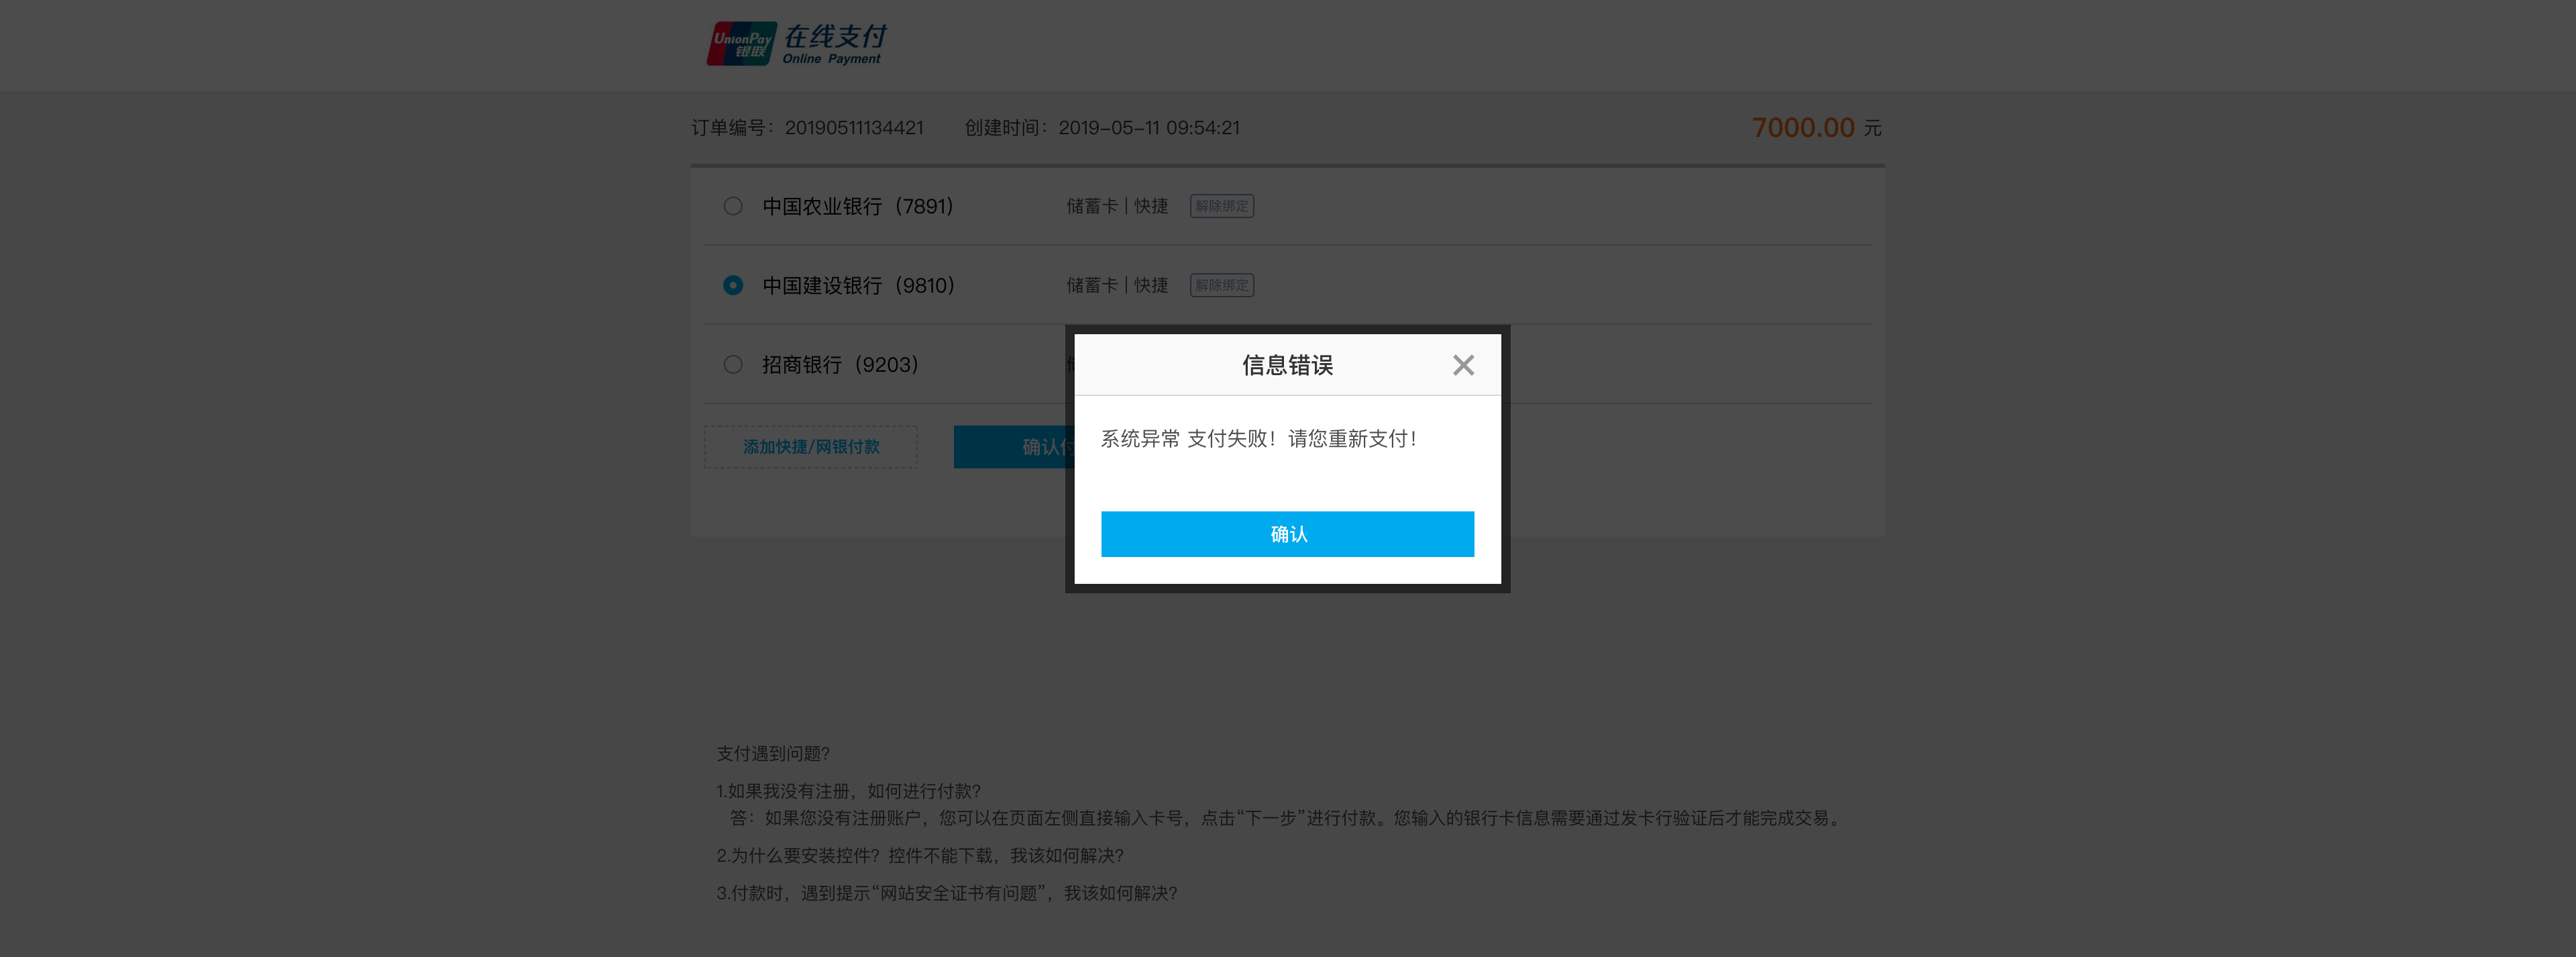 UnionPay 银联 在线支付
Online Payment
订单编号：20190511134421 创建时间：2019-05-11 09:54:21 7000.00 元
中国农业银行（7891） 储蓄卡 | 快捷 解除绑定
中国建设银行（9810） 储蓄卡 | 快捷 解除绑定
招商银行（9203）
信息错误
系统异常 支付失败！请您重新支付！
添加快捷/网银付款 确认付
确认
支付遇到问题?
1.如果我没有注册，如何进行付款?
答：如果您没有注册账户，您可以在页面左侧直接输入卡号，点击“下一步”进行付款。您输入的银行卡信息需要通过发卡行验证后才能完成交易。
2.为什么要安装控件？控件不能下载，我该如何解决?
3.付款时，遇到提示“网站安全证书有问题”，我该如何解决?